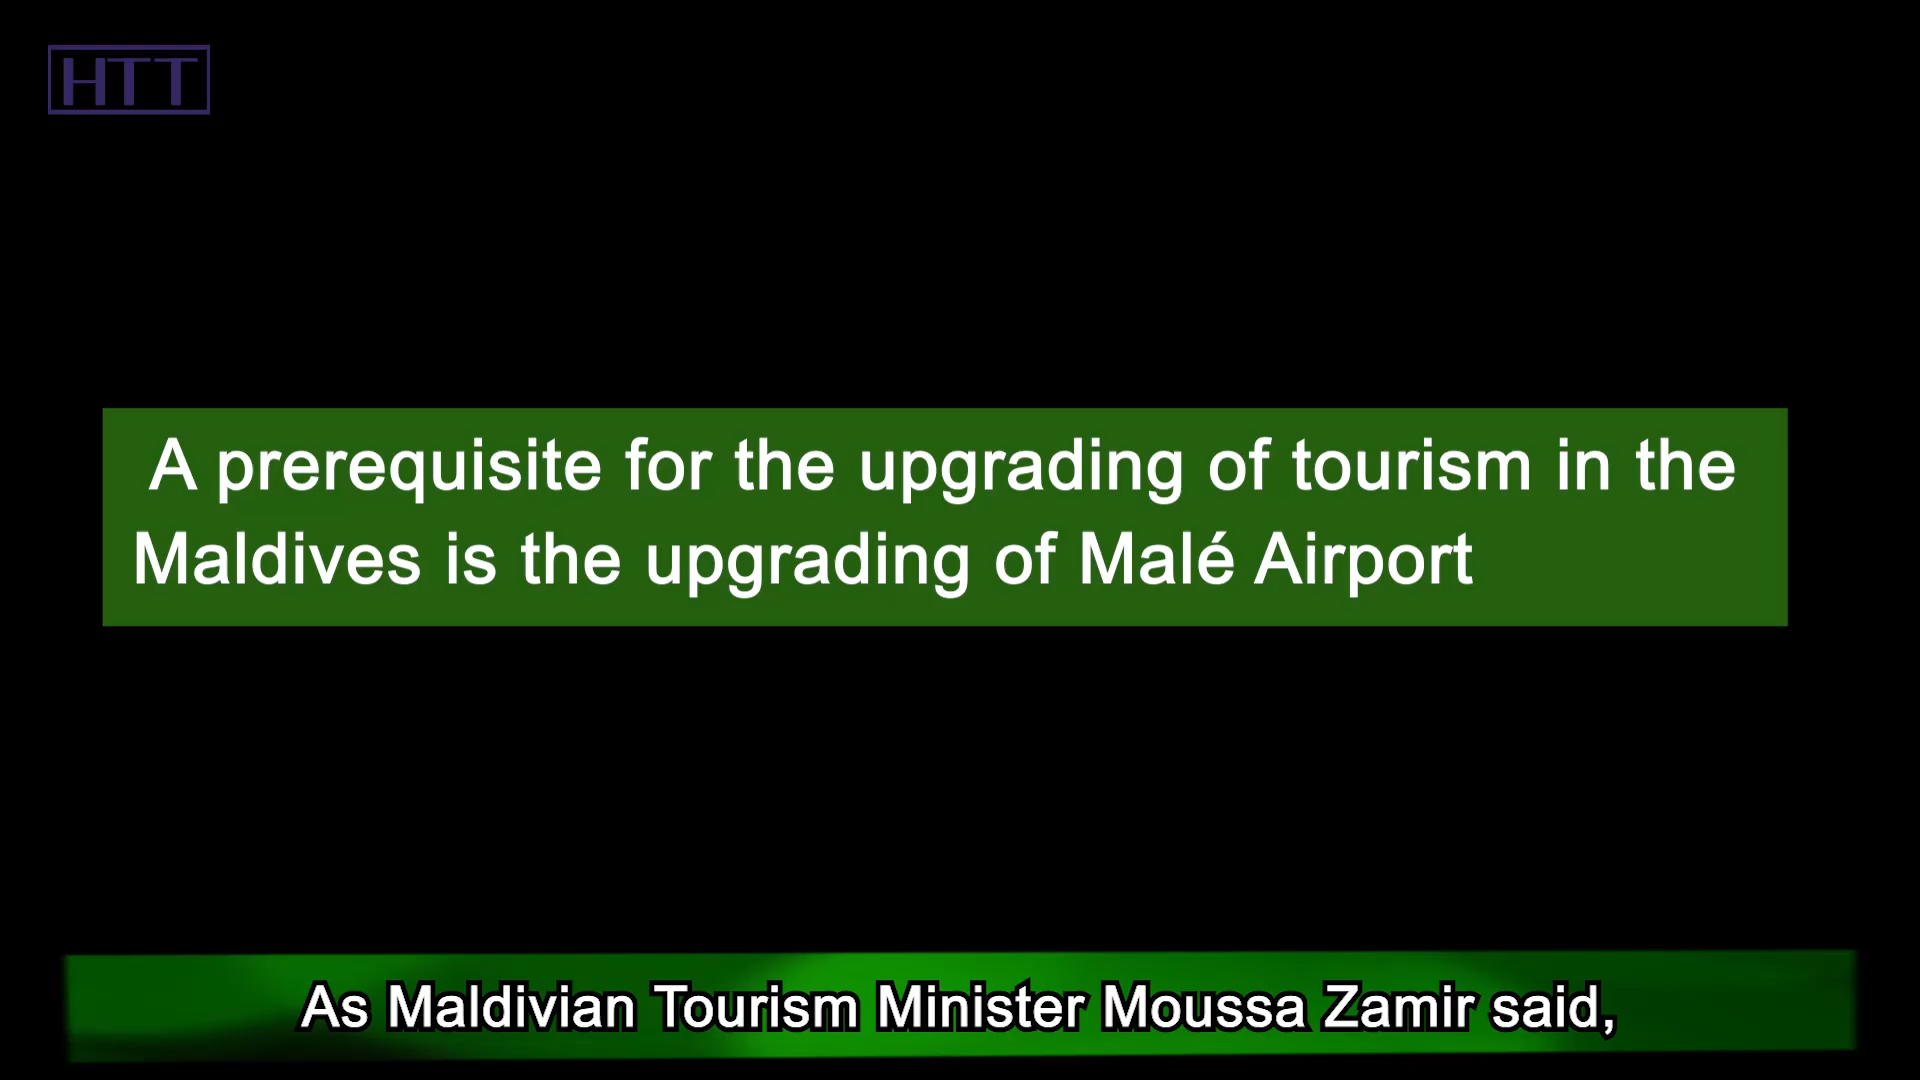 HTT
A prerequisite for the upgrading of tourism in the
Maldives is the upgrading of Malé Airport
As Maldivian Tourism Minister Moussa Zamir said,